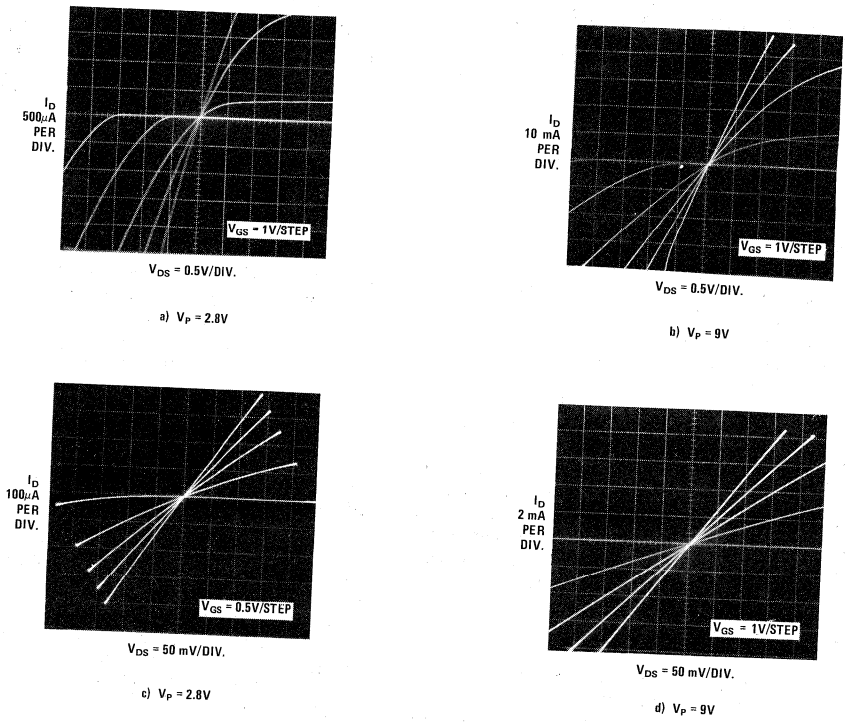 I_D
500μA
PER
DIV.
V_GS = 1V/STEP
V_DS = 0.5V/DIV.
a) V_P = 2.8V
I_D
10 mA
PER
DIV.
V_GS = 1V/STEP
V_DS = 0.5V/DIV.
b) V_P = 9V
I_D
100μA
PER
DIV.
V_GS = 0.5V/STEP
V_DS = 50 mV/DIV.
c) V_P = 2.8V
I_D
2 mA
PER
DIV.
V_GS = 1V/STEP
V_DS = 50 mV/DIV.
d) V_P = 9V